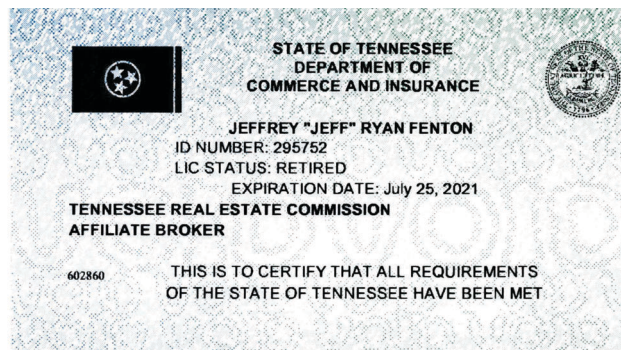 STATE OF TENNESSEE
DEPARTMENT OF
COMMERCE AND INSURANCE
JEFFREY "JEFF" RYAN FENTON
ID NUMBER: 295752
LIC STATUS: RETIRED
EXPIRATION DATE: July 25, 2021
TENNESSEE REAL ESTATE COMMISSION
AFFILIATE BROKER
602860
THIS IS TO CERTIFY THAT ALL REQUIREMENTS
OF THE STATE OF TENNESSEE HAVE BEEN MET